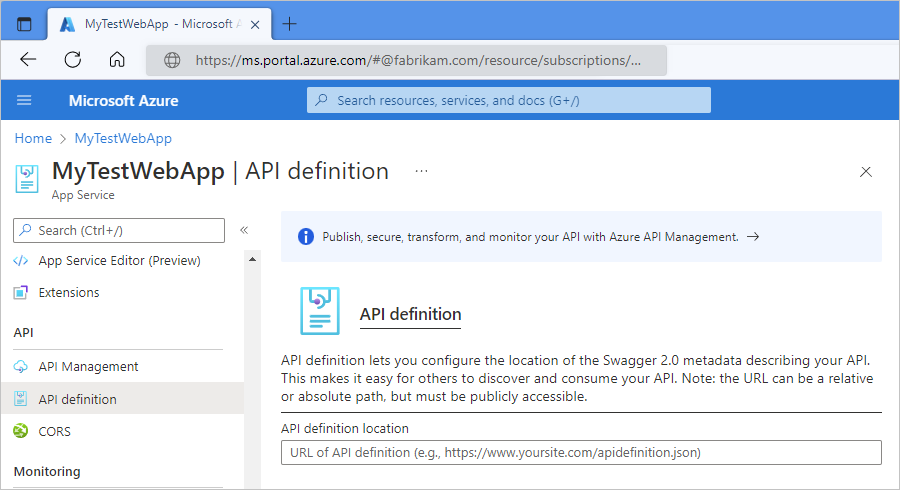 MyTestWebApp - Microsoft A
https://ms.portal.azure.com/#@fabrikam.com/resource/subscriptions/...
Microsoft Azure
Search resources, services, and docs (G+/)
Home > MyTestWebApp
MyTestWebApp | API definition ...
App Service
Search (Ctrl+/)
«
App Service Editor (Preview)
Extensions
API
API Management
API definition
CORS
Monitoring
Publish, secure, transform, and monitor your API with Azure API Management. →
API definition
API definition lets you configure the location of the Swagger 2.0 metadata describing your API.
This makes it easy for others to discover and consume your API. Note: the URL can be a relative
or absolute path, but must be publicly accessible.
API definition location
URL of API definition (e.g., https://www.yoursite.com/apidefinition.json)